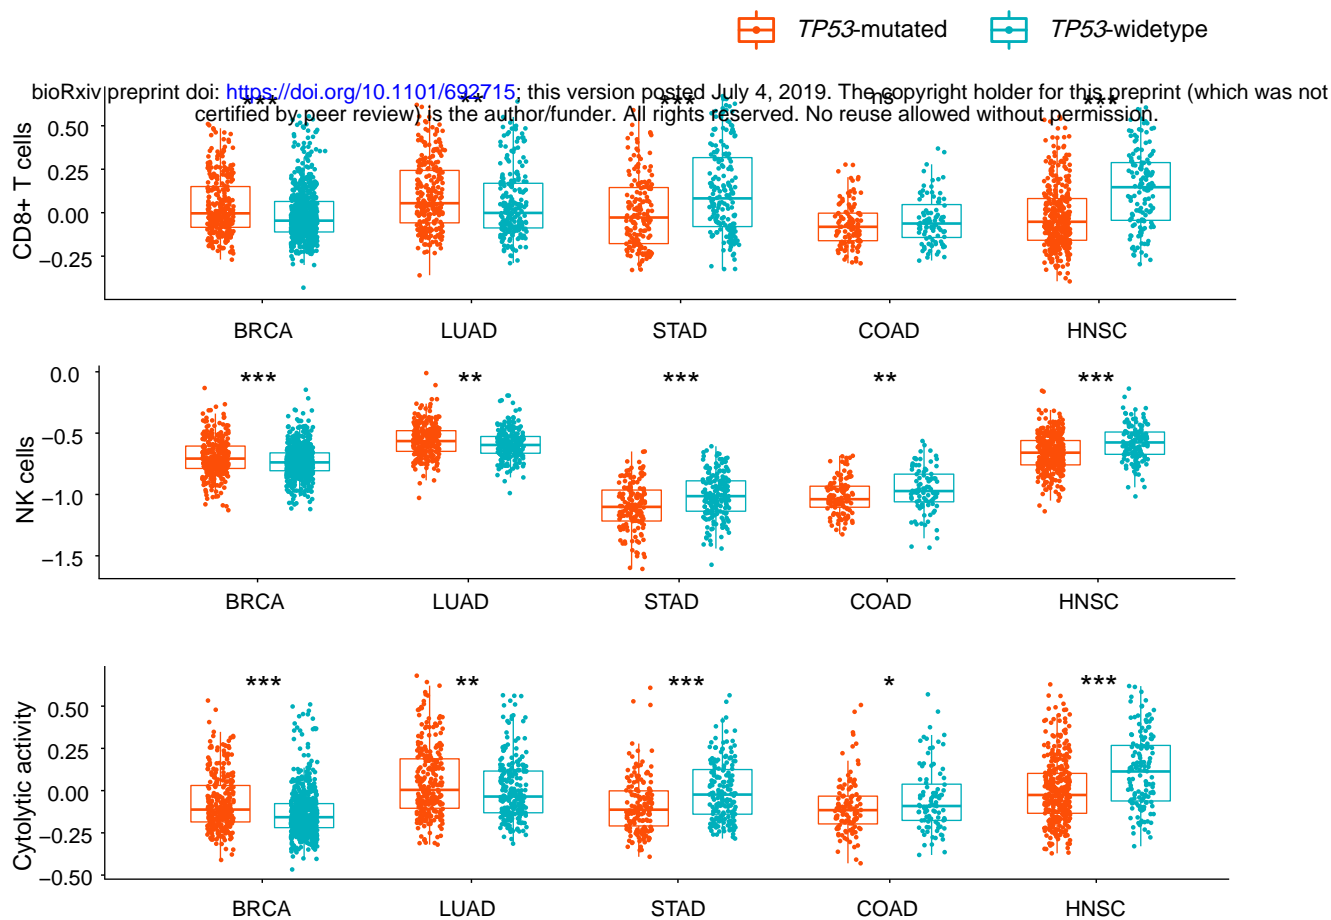 TP53-mutated TP53-widetype
bioRxiv preprint doi: https://doi.org/10.1101/692715; this version posted July 4, 2019. The copyright holder for this preprint (which was not
certified by peer review) is the author/funder. All rights reserved. No reuse allowed without permission.
*** ** *** ns ***
CD8+ T cells
0.50
0.25
0.00
−0.25
BRCA LUAD STAD COAD HNSC
*** ** *** ** ***
NK cells
0.0
−0.5
−1.0
−1.5
BRCA LUAD STAD COAD HNSC
*** ** *** * ***
Cytolytic activity
0.50
0.25
0.00
−0.25
−0.50
BRCA LUAD STAD COAD HNSC